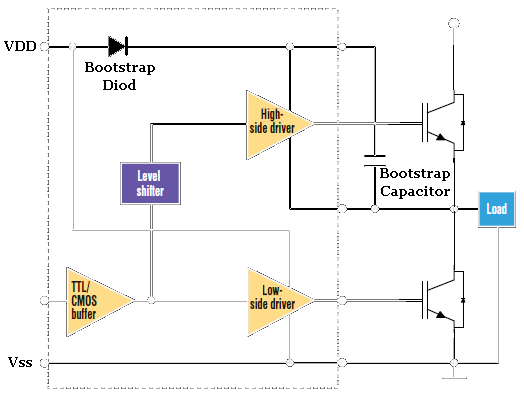 VDD
Bootstrap
Diod
High-
side driver
Level
shifter
Bootstrap
Capacitor
Load
TTL/
CMOS
buffer
Low-
side driver
Vss